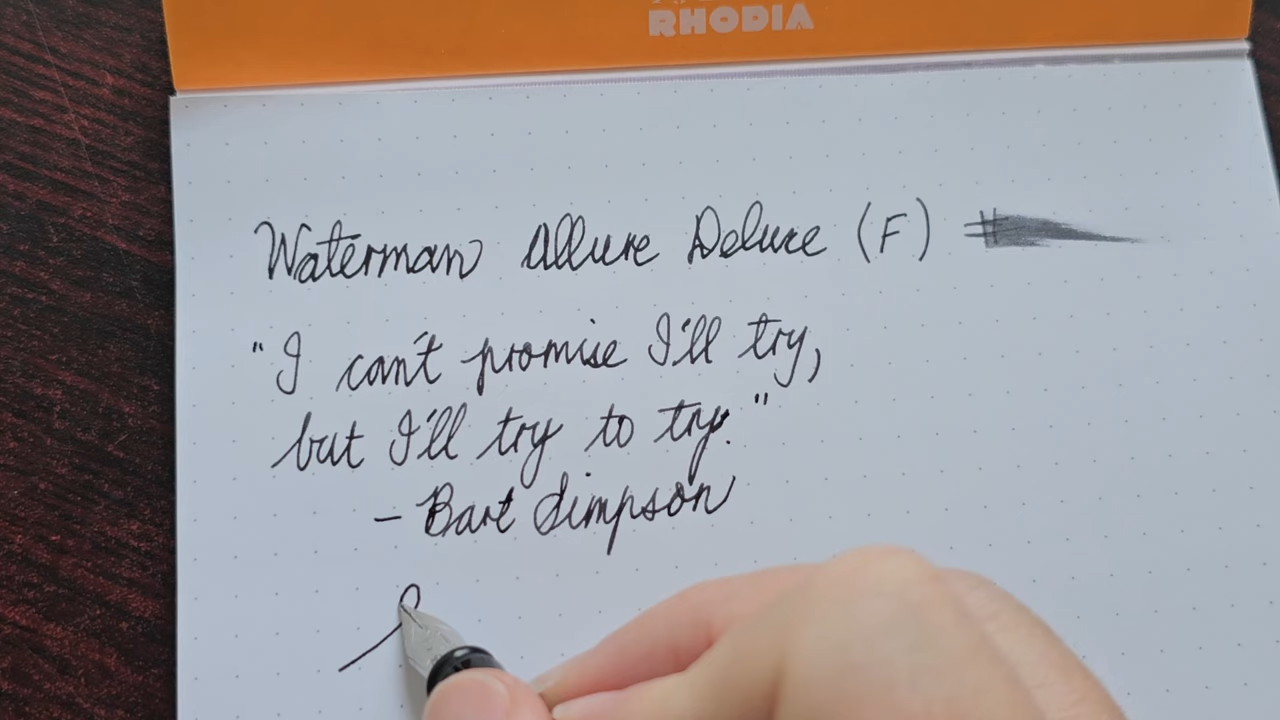 RHODIA
Waterman Allure Deluxe (F) #
"I can't promise I'll try,
but I'll try to try."
- Bart Simpson